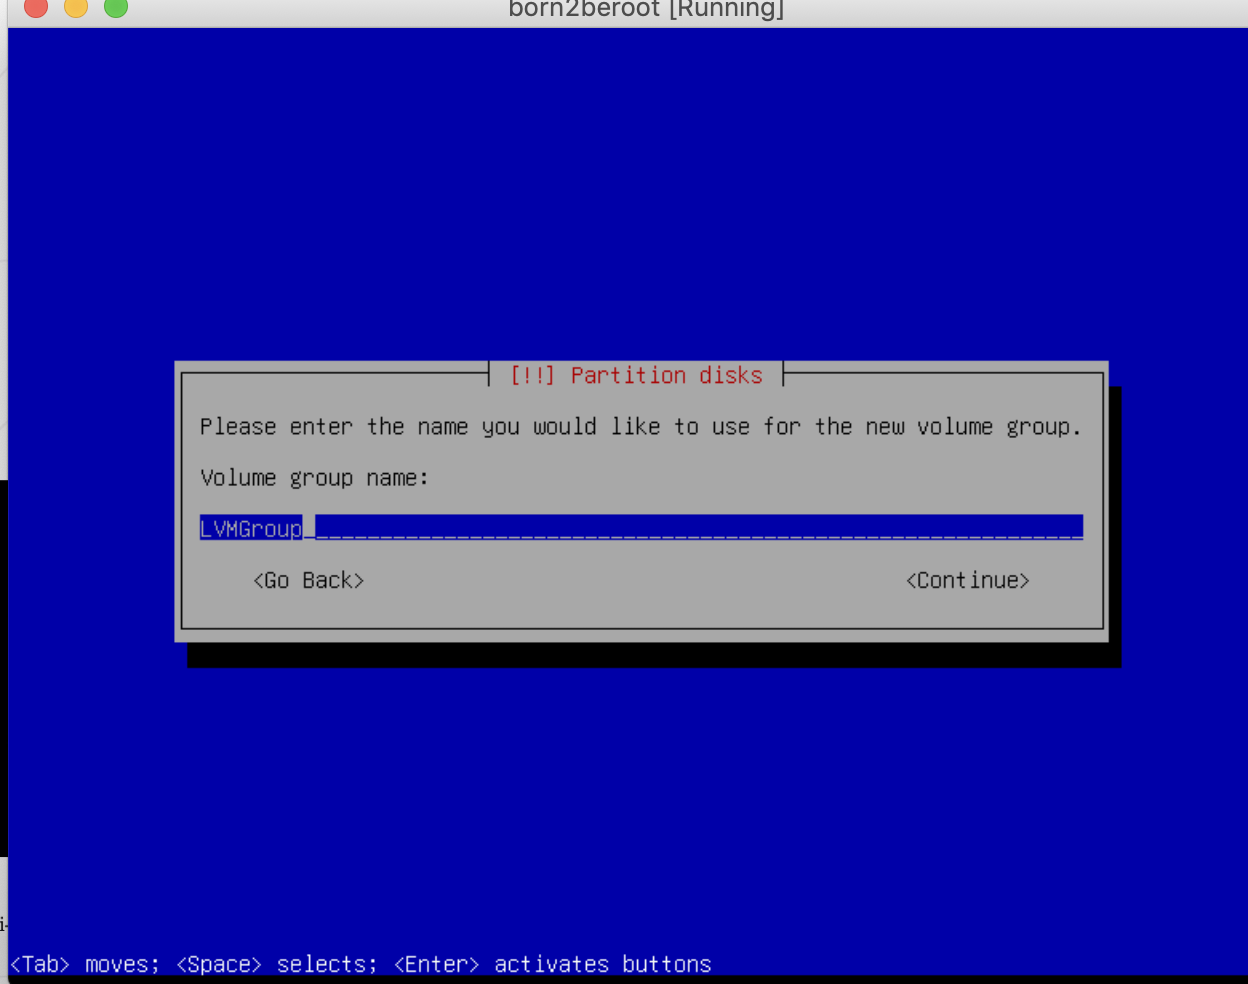 born2beroot [Running]
[!!] Partition disks
Please enter the name you would like to use for the new volume group.
Volume group name:
LVMGroup
<Go Back> <Continue>
<Tab> moves; <Space> selects; <Enter> activates buttons